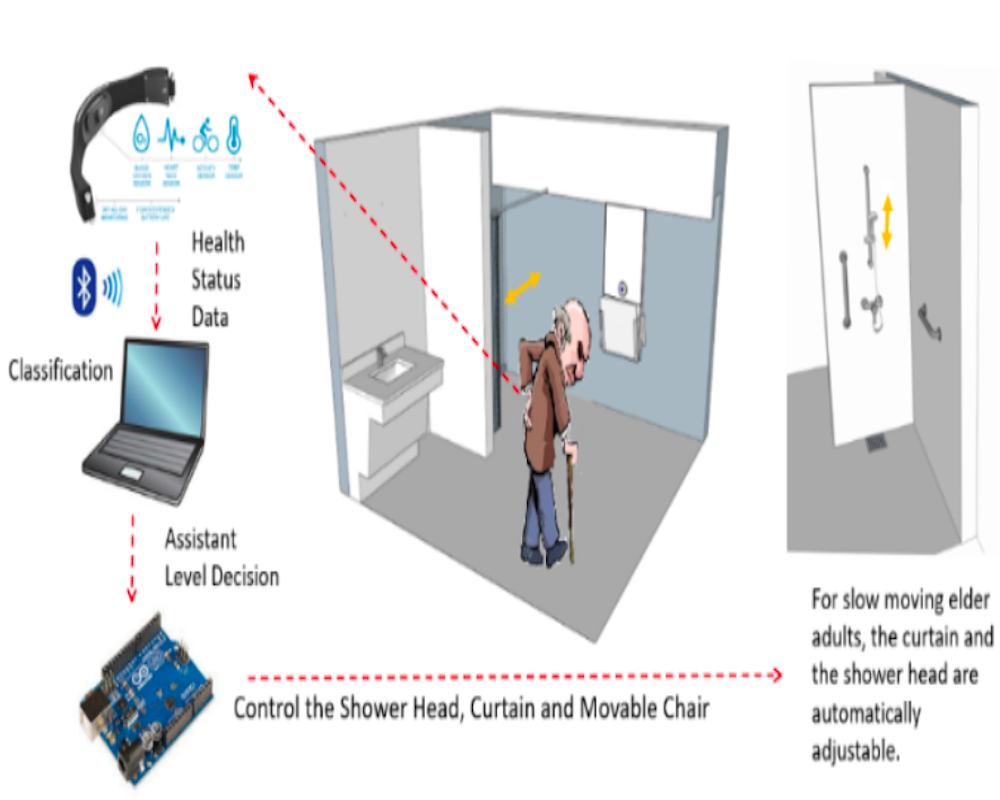 Health
Status
Data
Classification
Assistant
Level Decision
Control the Shower Head, Curtain and Movable Chair
For slow moving elder
adults, the curtain and
the shower head are
automatically
adjustable.